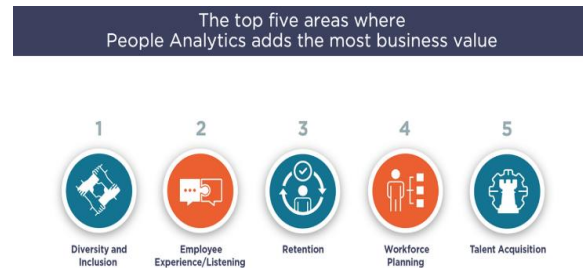 The top five areas where
People Analytics adds the most business value
1
2
3
4
5
Diversity and
Inclusion
Employee
Experience/Listening
Retention
Workforce
Planning
Talent Acquisition